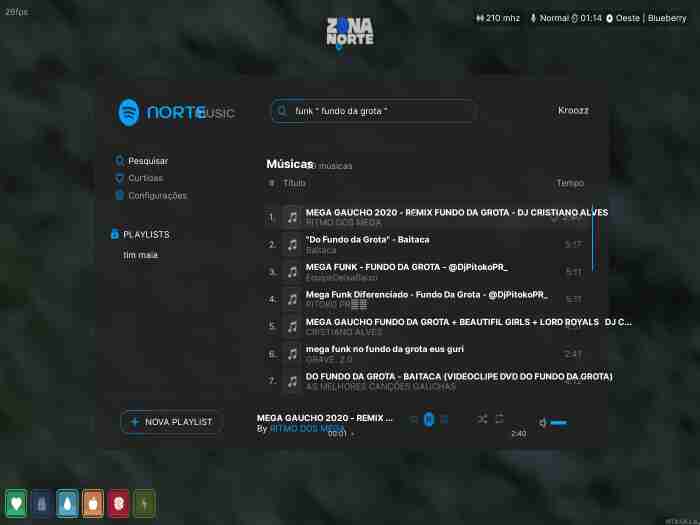 26fps
ZONA
NORTE
210 mhz Normal 01:14 Oeste | Blueberry
NORTE MUSIC
funk " fundo da grota "
Kroozz
Pesquisar
Curtidas
Configurações
PLAYLISTS
tim maia
Músicas
músicas
# Título Tempo
1. MEGA GAUCHO 2020 - REMIX FUNDO DA GROTA - DJ CRISTIANO ALVES
RITMO DOS MEGA
2. "Do Fundo da Grota" - Baitaca 5:17
Baitaca
3. MEGA FUNK - FUNDO DA GROTA - @DjPitokoPR_ 5:11
EquipeDeixaBaixo
4. Mega Funk Diferenciado - Fundo Da Grota - @DjPitokoPR_ 5:11
PITOKO PR
5. MEGA GAUCHO FUNDO DA GROTA + BEAUTIFIL GIRLS + LORD ROYALS DJ C...
CRISTIANO ALVES
6. mega funk no fundo da grota eus guri 2:41
GRAVE. 2.0
7. DO FUNDO DA GROTA - BAITACA (VIDEOCLIPE DVD DO FUNDO DA GROTA)
AS MELHORES CANÇÕES GAÚCHAS
+ NOVA PLAYLIST
MEGA GAUCHO 2020 - REMIX ...
By RITMO DOS MEGA
00:01 2:40